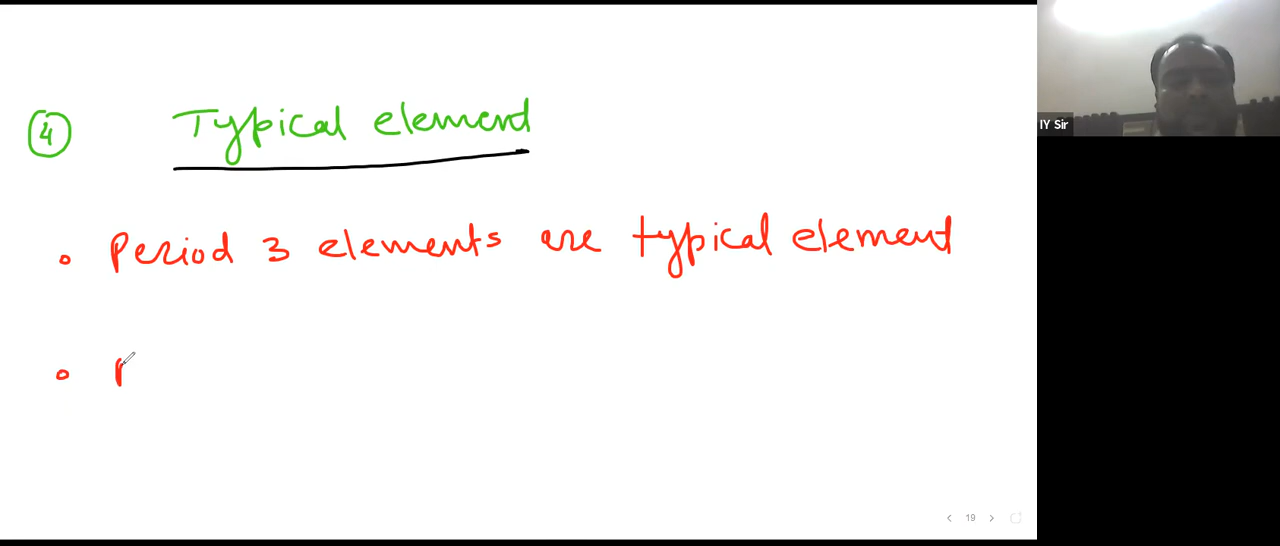 4 Typical element
IY Sir
• Period 3 elements are typical element
•
19